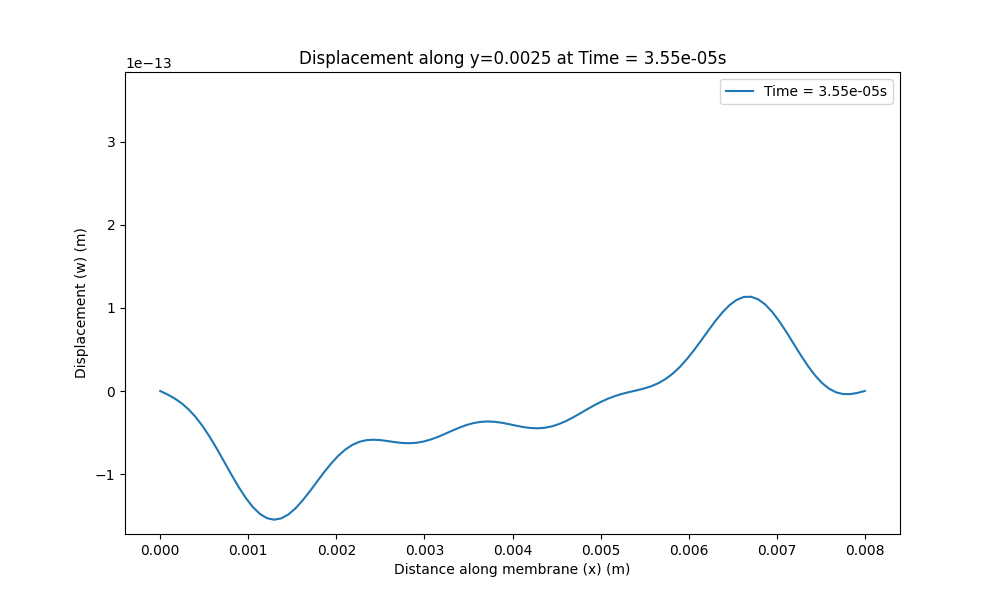 Displacement along y=0.0025 at Time = 3.55e-05s
1e−13
Time = 3.55e-05s
3
2
1
0
−1
Displacement (w) (m)
0.000 0.001 0.002 0.003 0.004 0.005 0.006 0.007 0.008
Distance along membrane (x) (m)